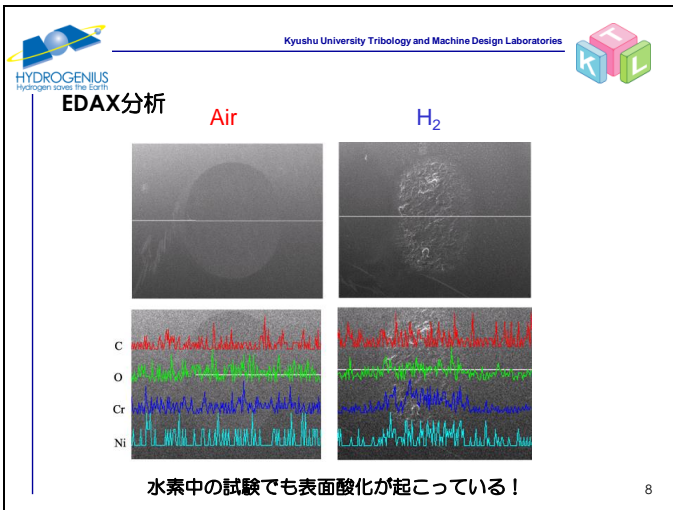 Kyushu University Tribology and Machine Design Laboratories
HYDROGENIUS
Hydrogen saves the Earth
K T L
EDAX分析
Air
H₂
C
O
Cr
Ni
水素中の試験でも表面酸化が起こっている！
8